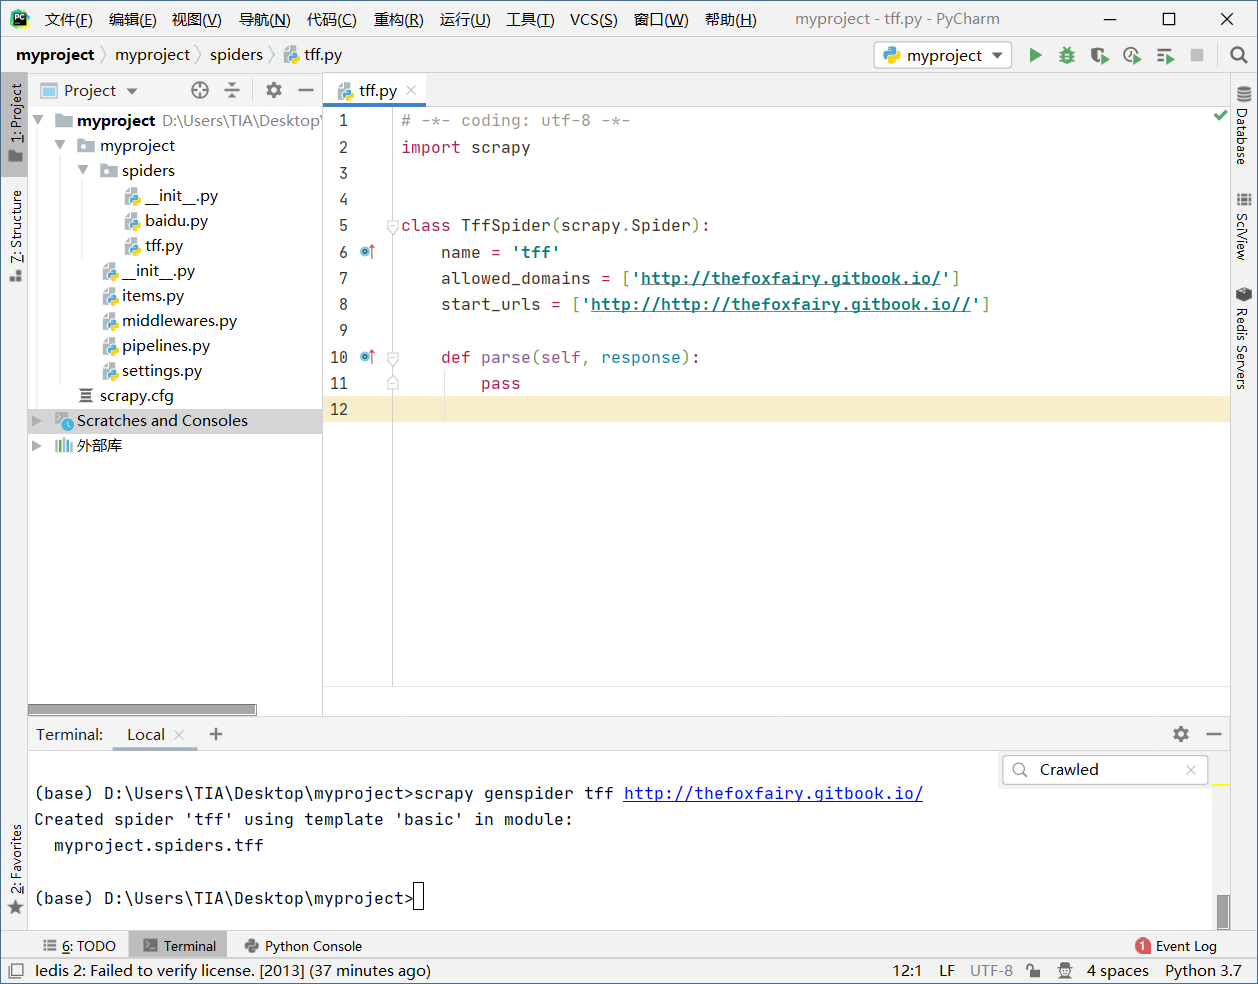 文件(F) 编辑(E) 视图(V) 导航(N) 代码(C) 重构(R) 运行(U) 工具(T) VCS(S) 窗口(W) 帮助(H) myproject - tff.py - PyCharm
myproject myproject spiders tff.py myproject
1: Project
7: Structure
2: Favorites
Project
myproject D:\Users\TIA\Desktop\
myproject
spiders
__init__.py
baidu.py
tff.py
__init__.py
items.py
middlewares.py
pipelines.py
settings.py
scrapy.cfg
Scratches and Consoles
外部库
tff.py
1 # -*- coding: utf-8 -*-
2 import scrapy
3
4
5 class TffSpider(scrapy.Spider):
6 name = 'tff'
7 allowed_domains = ['http://thefoxfairy.gitbook.io/']
8 start_urls = ['http://http://thefoxfairy.gitbook.io//']
9
10 def parse(self, response):
11 pass
12
Database
SciView
Redis Servers
Terminal: Local
Crawled
(base) D:\Users\TIA\Desktop\myproject>scrapy genspider tff http://thefoxfairy.gitbook.io/
Created spider 'tff' using template 'basic' in module:
myproject.spiders.tff
(base) D:\Users\TIA\Desktop\myproject>
6: TODO Terminal Python Console 1 Event Log
Iedis 2: Failed to verify license. [2013] (37 minutes ago) 12:1 LF UTF-8 4 spaces Python 3.7